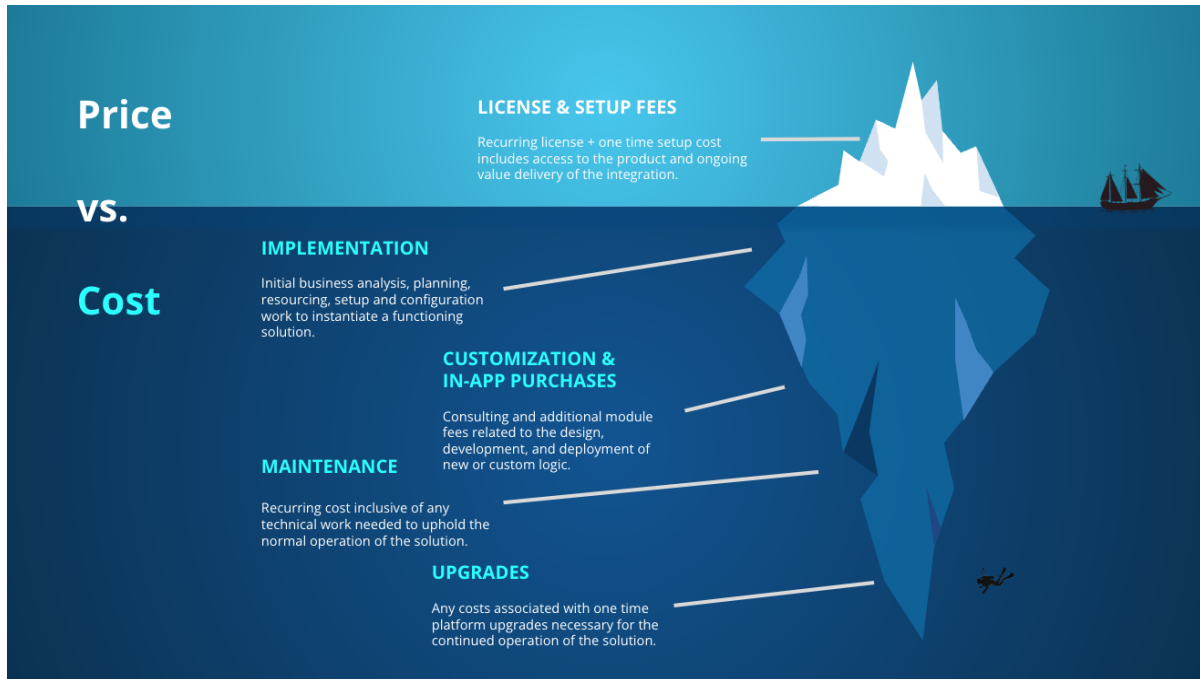 Price
vs.
Cost
LICENSE & SETUP FEES
Recurring license + one time setup cost
includes access to the product and ongoing
value delivery of the integration.
IMPLEMENTATION
Initial business analysis, planning,
resourcing, setup and configuration
work to instantiate a functioning
solution.
CUSTOMIZATION &
IN-APP PURCHASES
Consulting and additional module
fees related to the design,
development, and deployment of
new or custom logic.
MAINTENANCE
Recurring cost inclusive of any
technical work needed to uphold the
normal operation of the solution.
UPGRADES
Any costs associated with one time
platform upgrades necessary for the
continued operation of the solution.